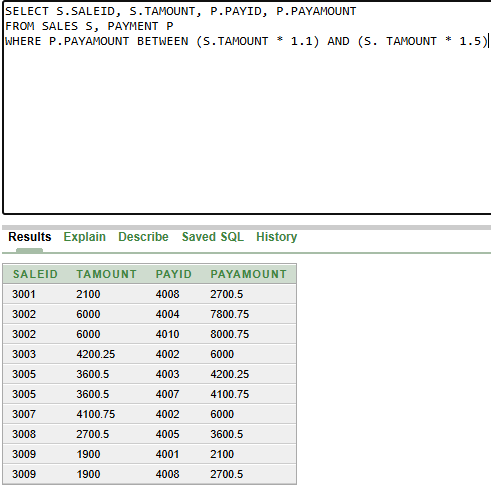 SELECT S.SALEID, S.TAMOUNT, P.PAYID, P.PAYAMOUNT
FROM SALES S, PAYMENT P
WHERE P.PAYAMOUNT BETWEEN (S.TAMOUNT * 1.1) AND (S. TAMOUNT * 1.5)
Results Explain Describe Saved SQL History
SALEID TAMOUNT PAYID PAYAMOUNT
3001 2100 4008 2700.5
3002 6000 4004 7800.75
3002 6000 4010 8000.75
3003 4200.25 4002 6000
3005 3600.5 4003 4200.25
3005 3600.5 4007 4100.75
3007 4100.75 4002 6000
3008 2700.5 4005 3600.5
3009 1900 4001 2100
3009 1900 4008 2700.5